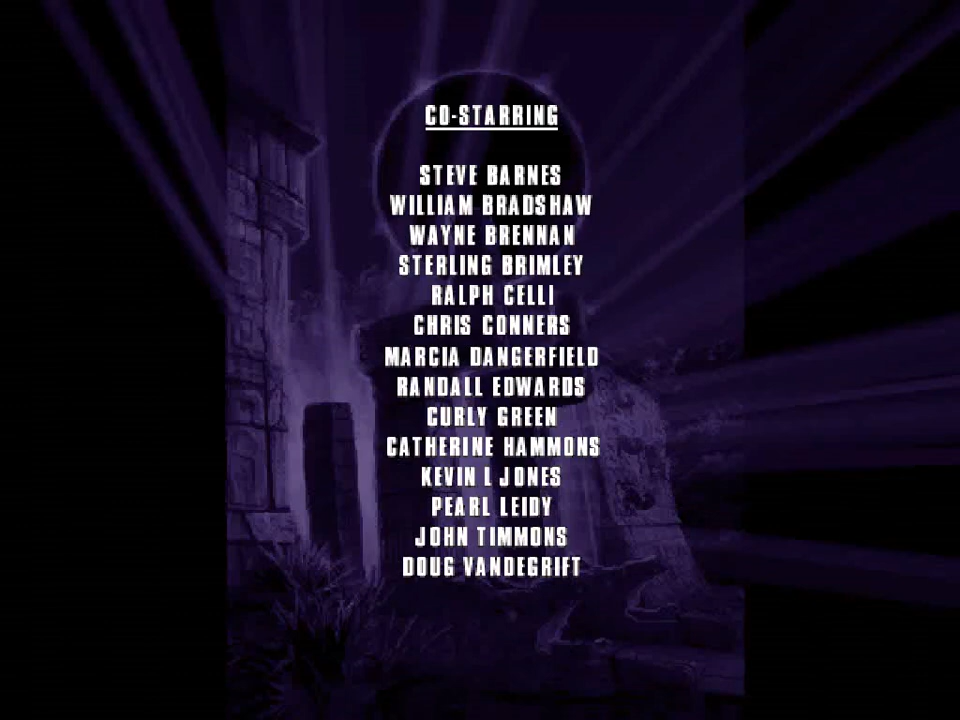 CO-STARRING
STEVE BARNES
WILLIAM BRADSHAW
WAYNE BRENNAN
STERLING BRIMLEY
RALPH CELLI
CHRIS CONNERS
MARCIA DANGERFIELD
RANDALL EDWARDS
CURLY GREEN
CATHERINE HAMMONS
KEVIN L JONES
PEARL LEIDY
JOHN TIMMONS
DOUG VANDEGRIFT